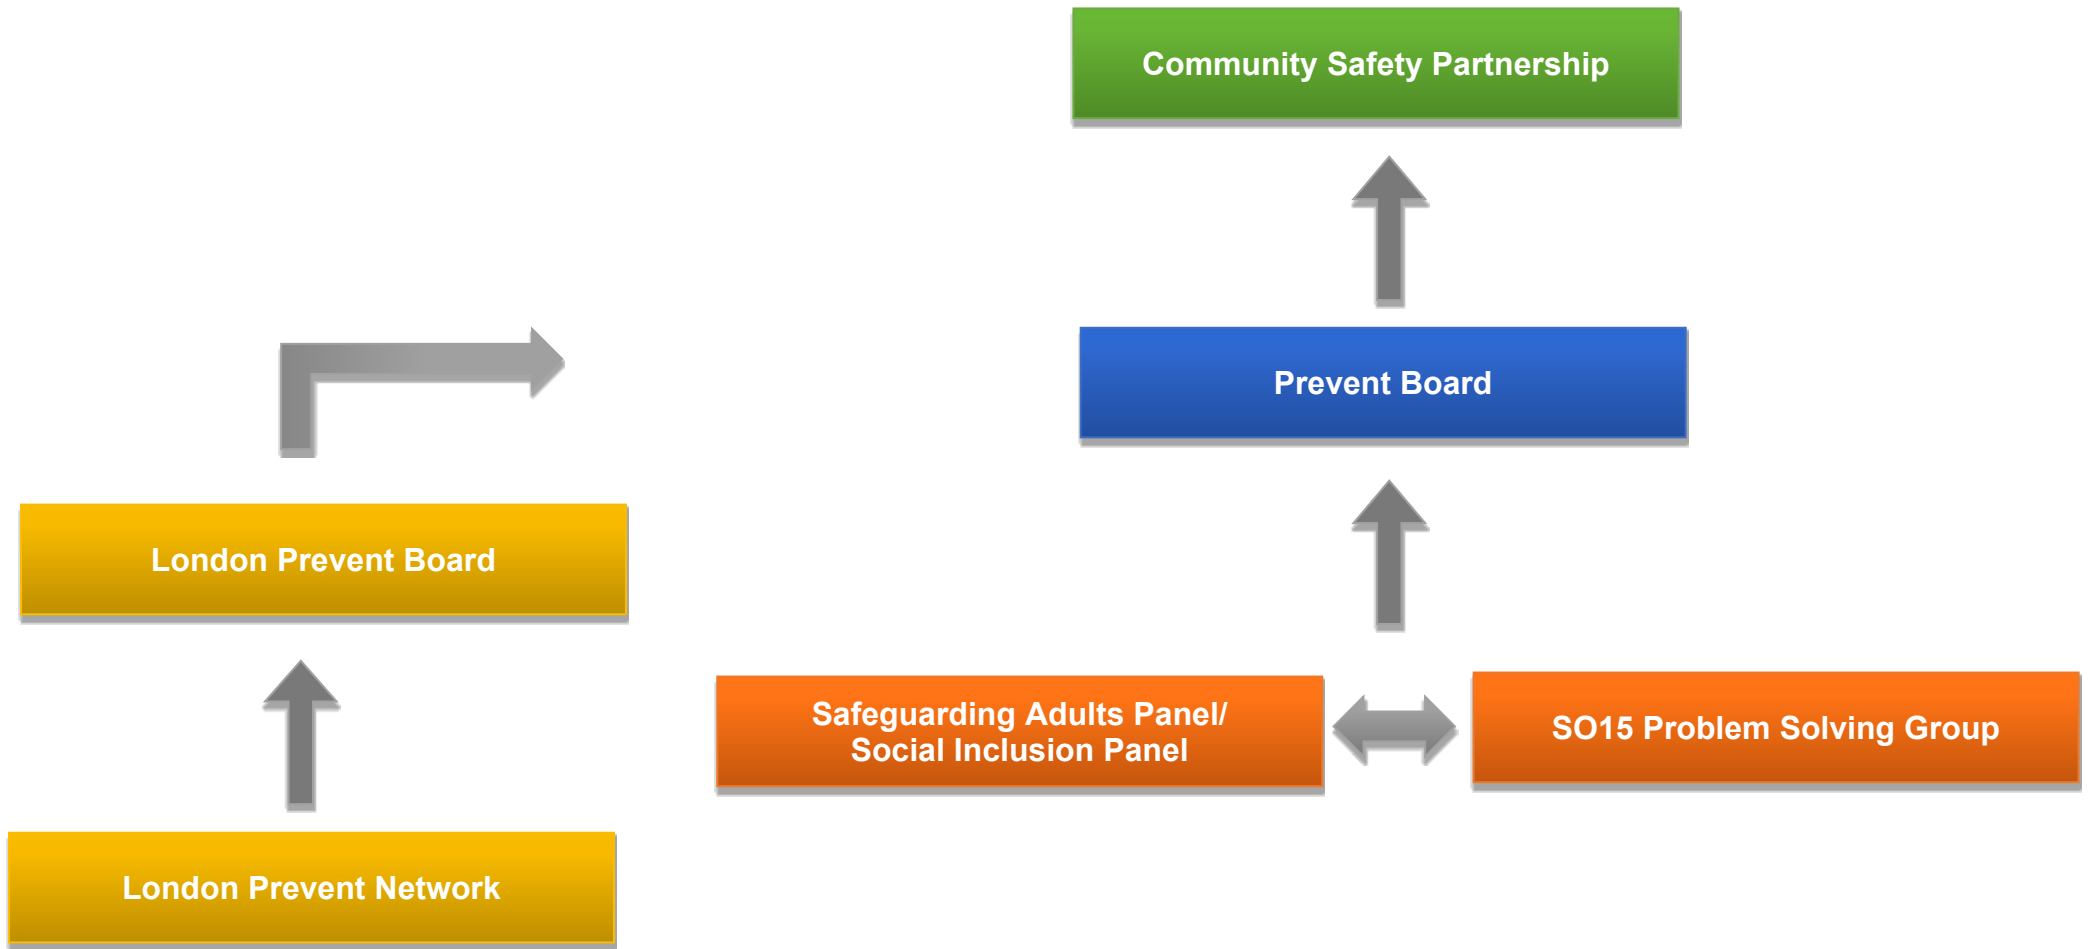 Community Safety Partnership
Prevent Board
London Prevent Board
Safeguarding Adults Panel/
Social Inclusion Panel
SO15 Problem Solving Group
London Prevent Network